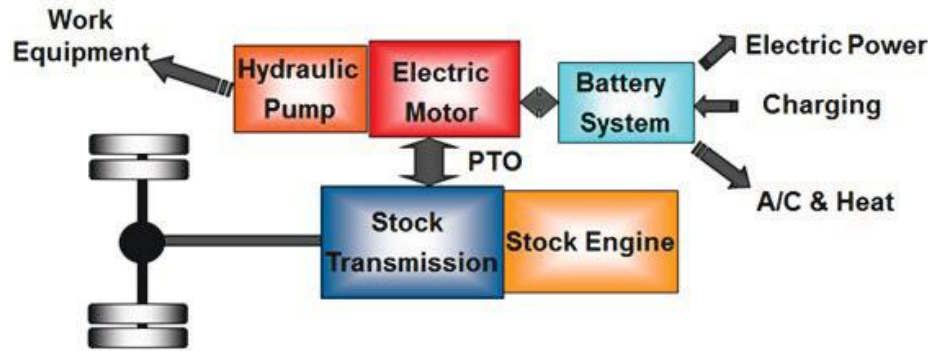 Work
Equipment
Hydraulic
Pump
Electric
Motor
Battery
System
Electric Power
Charging
A/C & Heat
PTO
Stock
Transmission
Stock Engine